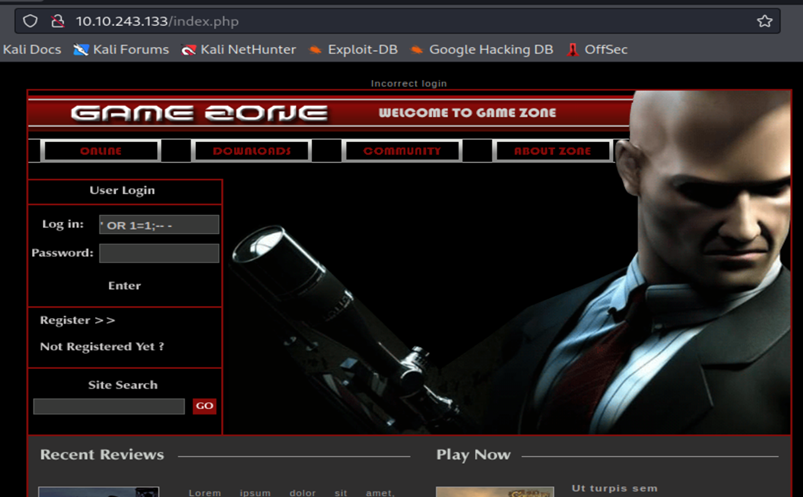 10.10.243.133/index.php
Kali Docs Kali Forums Kali NetHunter Exploit-DB Google Hacking DB OffSec
Incorrect login
GAME ZONE WELCOME TO GAME ZONE
ONLINE DOWNLOADS COMMUNITY ABOUT ZONE
User Login
Log in: ' OR 1=1;-- -
Password:
Enter
Register >>
Not Registered Yet ?
Site Search
GO
Recent Reviews Play Now
Lorem ipsum dolor sit amet,
Ut turpis sem